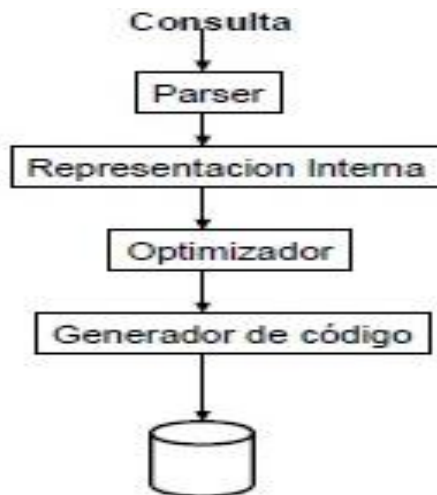 Consulta
Parser
Representacion Interna
Optimizador
Generador de código